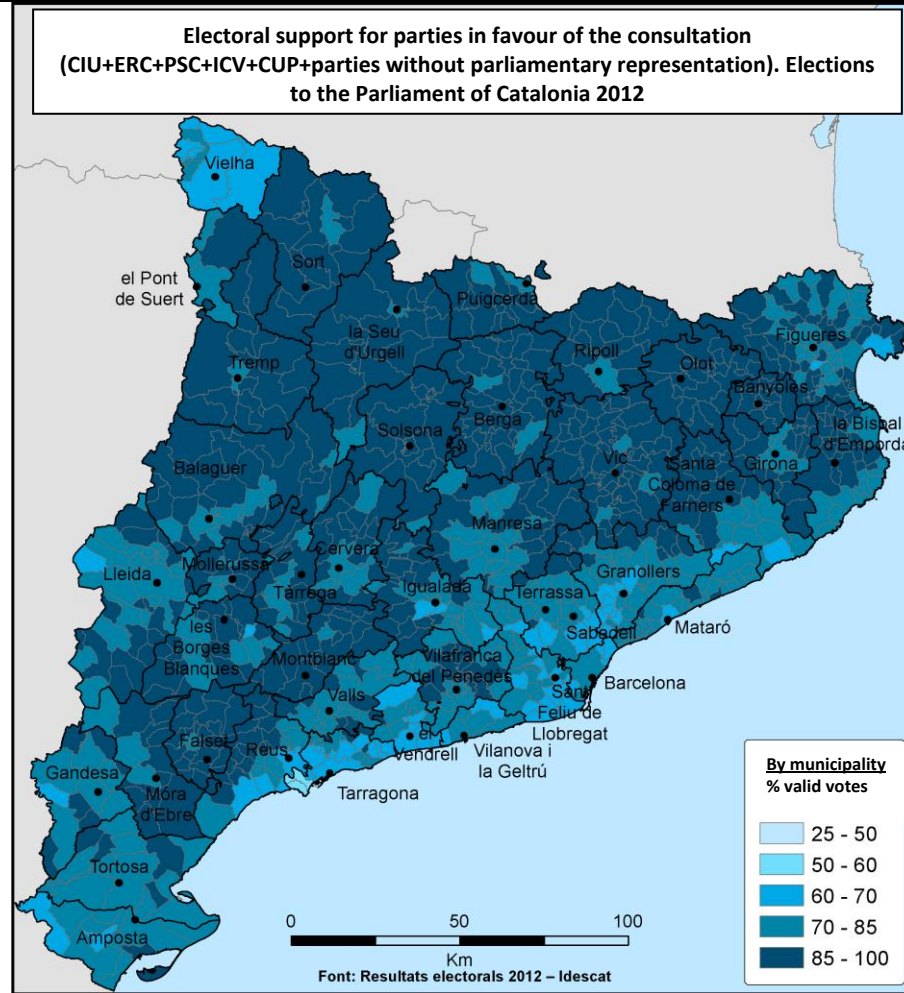 Electoral support for parties in favour of the consultation
(CIU+ERC+PSC+ICV+CUP+parties without parliamentary representation). Elections
to the Parliament of Catalonia 2012
Vielha
el Pont
de Suert
Sort
Puigcerdà
la Seu
d'Urgell
Tremp
Ripoll
Olot
Figueres
Banyoles
Berga
Solsona
la Bisbal
d'Empordà
Balaguer
Vic
Santa
Coloma de
Farners
Girona
Manresa
Cervera
Mollerussa
Lleida
Tàrrega
Igualada
Terrassa
Granollers
Sabadell
Mataró
les
Borges
Blanques
Montblanc
Vilafranca
del Penedès
Barcelona
Sant
Feliu de
Llobregat
Valls
el
Vendrell
Vilanova i
la Geltrú
Falset
Reus
Tarragona
Gandesa
Móra
d'Ebre
Tortosa
Amposta
By municipality
% valid votes
25 - 50
50 - 60
60 - 70
70 - 85
85 - 100
0 50 100
Km
Font: Resultats electorals 2012 – Idescat